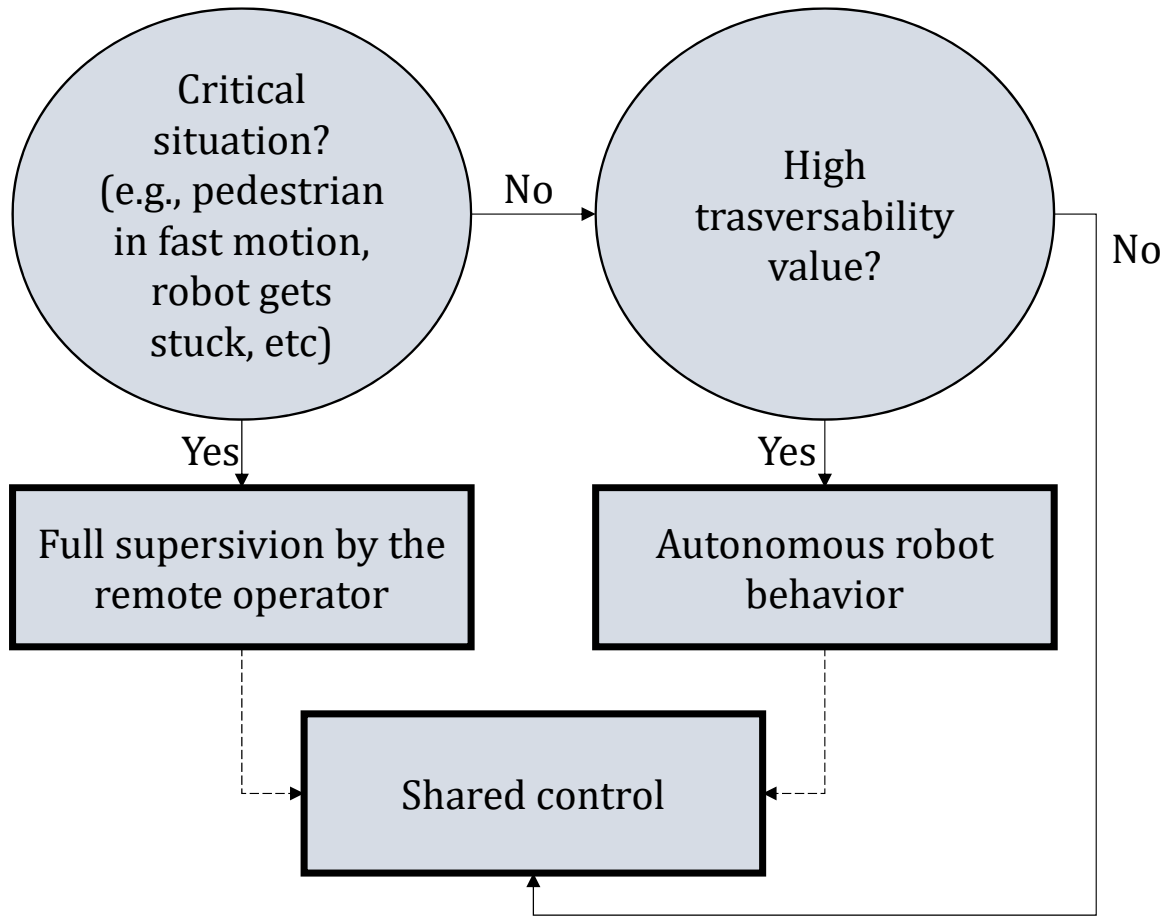 Critical
situation?
(e.g., pedestrian
in fast motion,
robot gets
stuck, etc)
No
High
trasversability
value?
No
Yes
Yes
Full supersivion by the
remote operator
Autonomous robot
behavior
Shared control